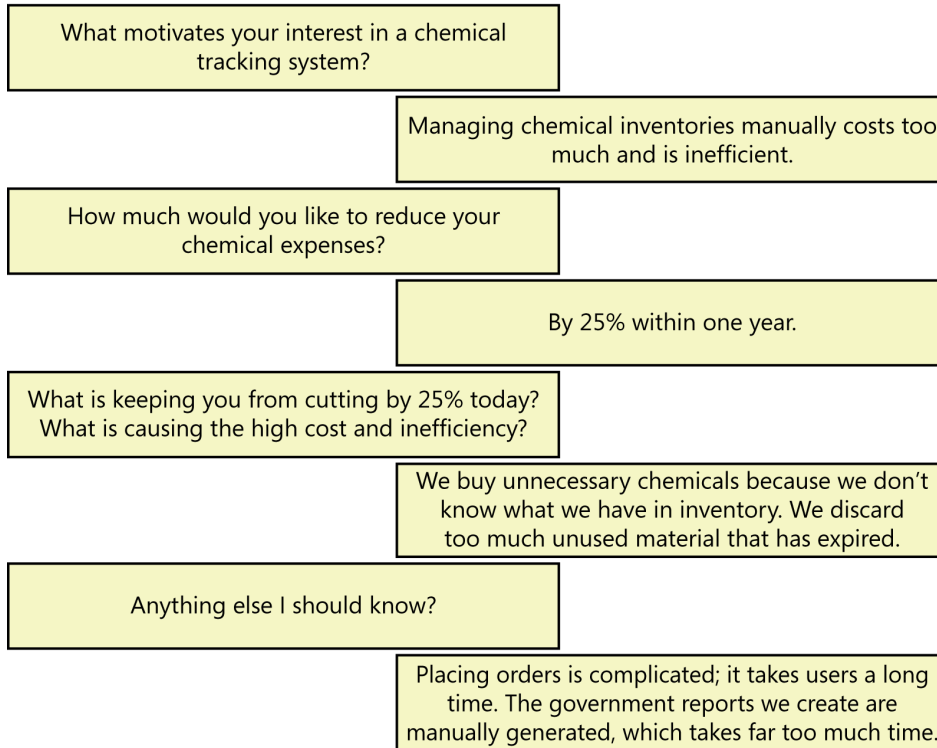 What motivates your interest in a chemical
tracking system?
Managing chemical inventories manually costs too
much and is inefficient.
How much would you like to reduce your
chemical expenses?
By 25% within one year.
What is keeping you from cutting by 25% today?
What is causing the high cost and inefficiency?
We buy unnecessary chemicals because we don’t
know what we have in inventory. We discard
too much unused material that has expired.
Anything else I should know?
Placing orders is complicated; it takes users a long
time. The government reports we create are
manually generated, which takes far too much time.